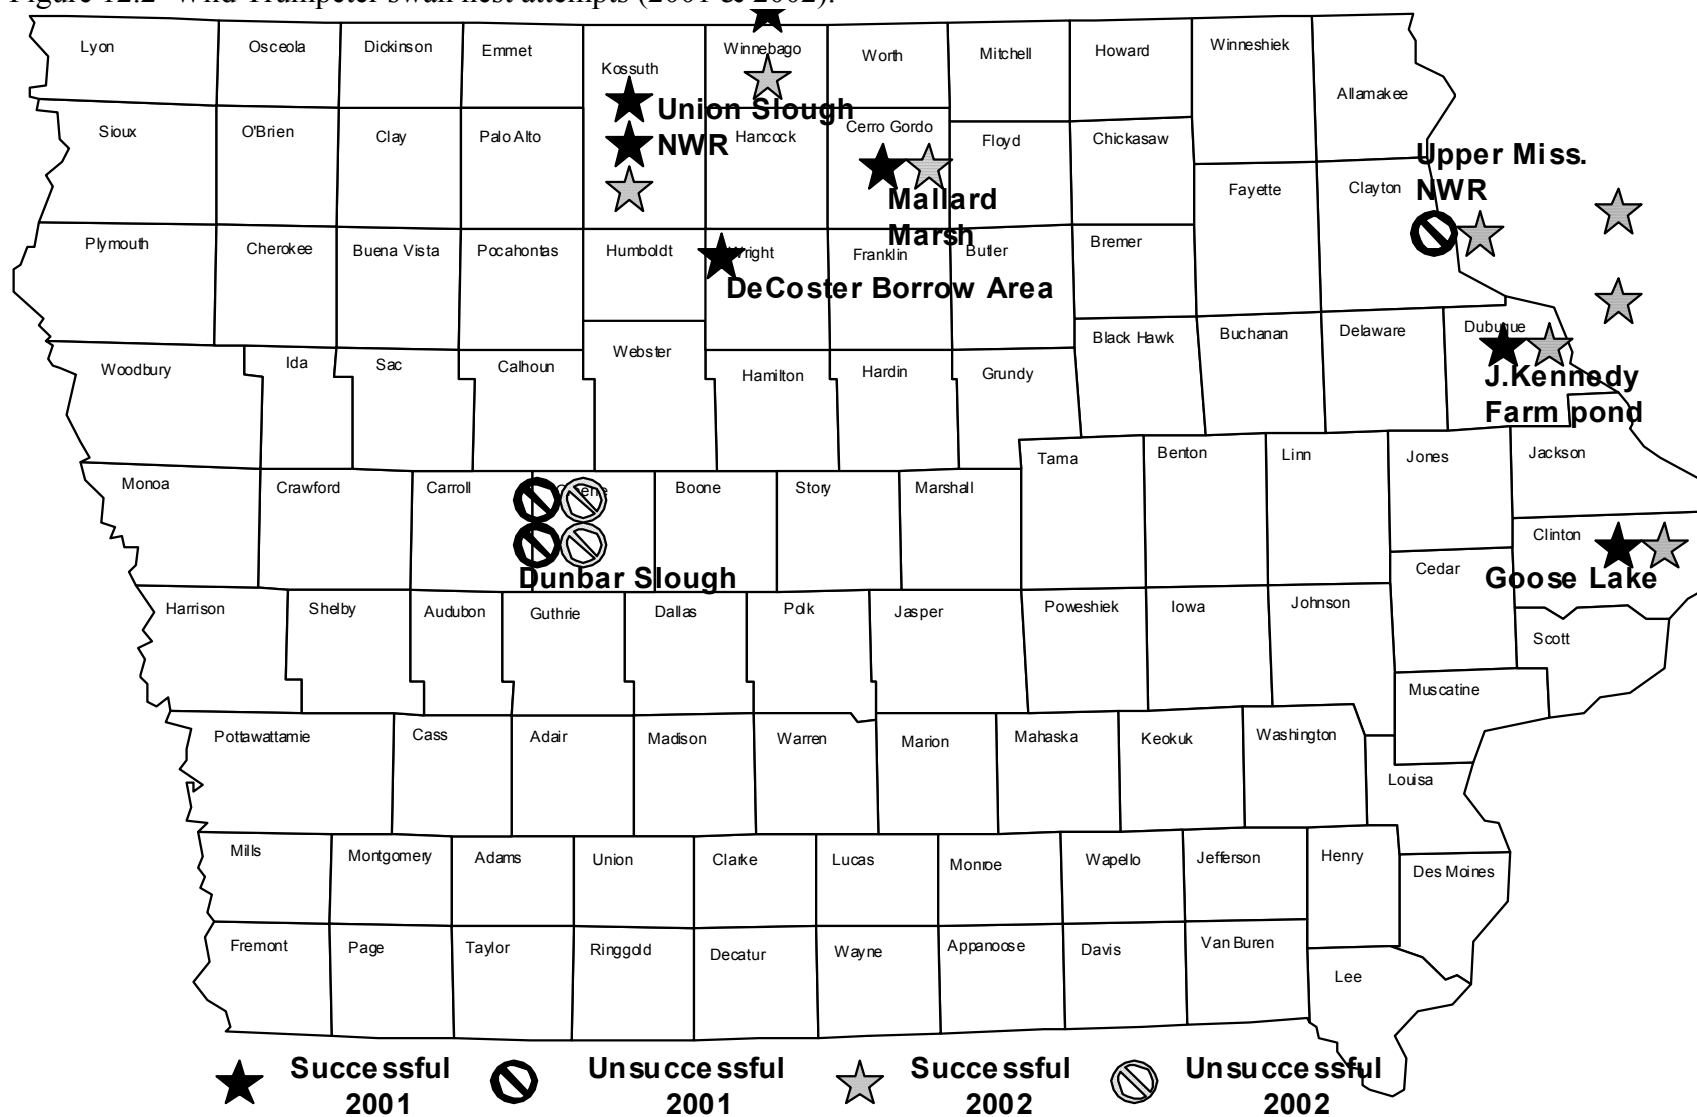 Figure 12.2 Wild Trumpeter swan nest attempts (2001 & 2002).
Lyon Osceola Dickinson Emmet Kossuth Winnebago Worth Mitchell Howard Winneshiek Allamakee
Union Slough
NWR
Sioux O'Brien Clay Palo Alto Hancock Cerro Gordo Floyd Chickasaw Fayette Clayton
Upper Miss.
NWR
Mallard
Marsh
Plymouth Cherokee Buena Vista Pocahontas Humboldt Wright Franklin Butler Bremer
DeCoster Borrow Area
Woodbury Ida Sac Calhoun Webster Hamilton Hardin Grundy Black Hawk Buchanan Delaware Dubuque
J.Kennedy
Farm pond
Monoa Crawford Carroll Greene Boone Story Marshall Tama Benton Linn Jones Jackson
Dunbar Slough
Clinton
Goose Lake
Cedar
Harrison Shelby Audubon Guthrie Dallas Polk Jasper Poweshiek Iowa Johnson Scott
Muscatine
Pottawattamie Cass Adair Madison Warren Marion Mahaska Keokuk Washington Louisa
Mills Montgomery Adams Union Clarke Lucas Monroe Wapello Jefferson Henry Des Moines
Fremont Page Taylor Ringgold Decatur Wayne Appanoose Davis Van Buren Lee
Successful
2001
Unsuccessful
2001
Successful
2002
Unsuccessful
2002